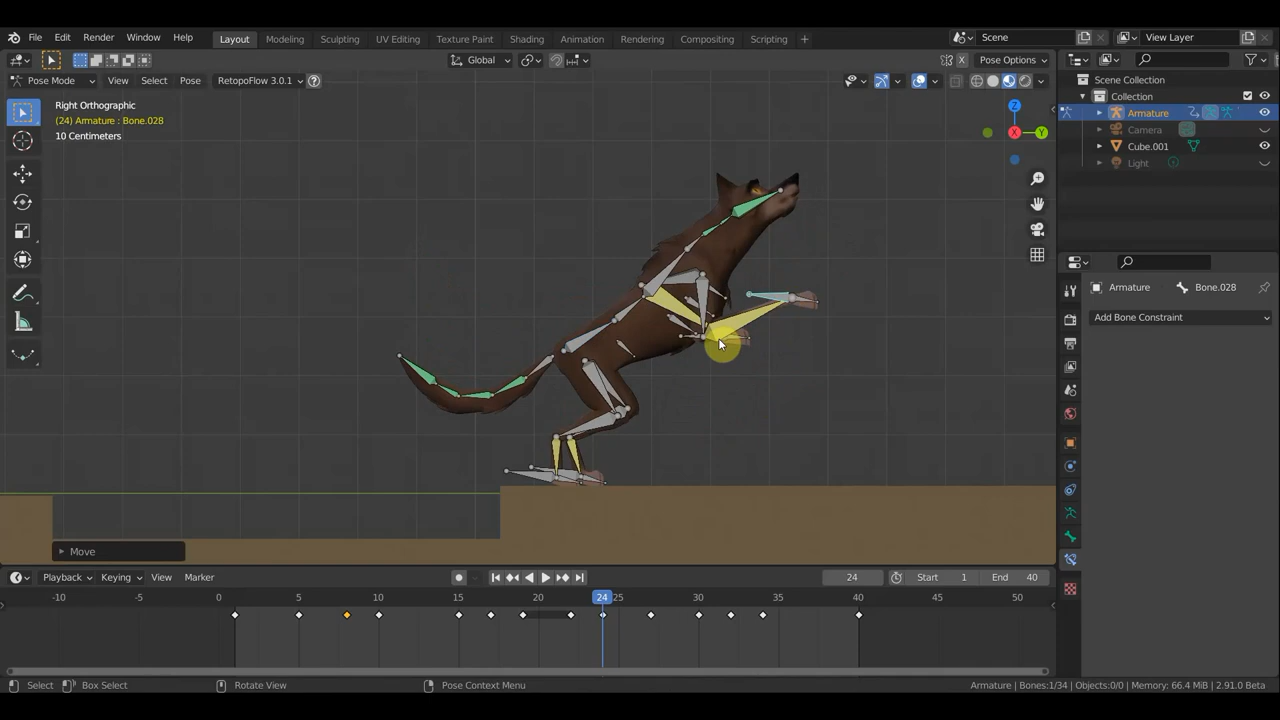 File Edit Render Window Help Layout Modeling Sculpting UV Editing Texture Paint Shading Animation Rendering Compositing Scripting + Scene View Layer
Global X Pose Options
Pose Mode View Select Pose RetopoFlow 3.0.1 ?
Scene Collection
Collection
Armature
Camera
Cube.001
Light
Right Orthographic
(24) Armature : Bone.028
10 Centimeters
Z
X
Y
Armature Bone.028
Add Bone Constraint
Move
Playback Keying View Marker 24 Start 1 End 40
-10 -5 0 5 10 15 20 24 25 30 35 40 45 50
Select Box Select Rotate View Pose Context Menu Armature | Bones:1/34 | Objects:0/0 | Memory: 66.4 MiB | 2.91.0 Beta